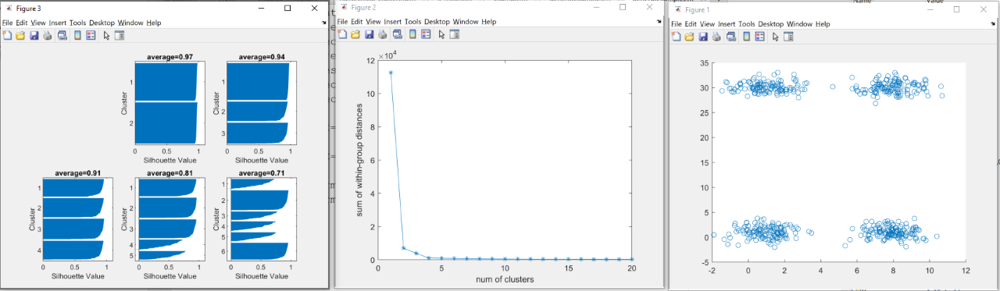 Figure 3
File Edit View Insert Tools Desktop Window Help
average=0.97
average=0.94
1
2
Cluster
0
0.5
1
Silhouette Value
1
2
3
Cluster
0
0.5
1
Silhouette Value
average=0.91
average=0.81
average=0.71
1
2
3
4
Cluster
0
0.5
1
Silhouette Value
1
2
3
4
5
Cluster
0
0.5
1
Silhouette Value
1
2
3
4
5
6
Cluster
0
0.5
1
Silhouette Value
Figure 2
File Edit View Insert Tools Desktop Window Help
×10⁴
12
10
8
6
4
2
0
sum of within-group distances
0
5
10
15
20
num of clusters
Name
Value
Figure 1
File Edit View Insert Tools Desktop Window Help
35
30
25
20
15
10
5
0
-5
-2
0
2
4
6
8
10
12